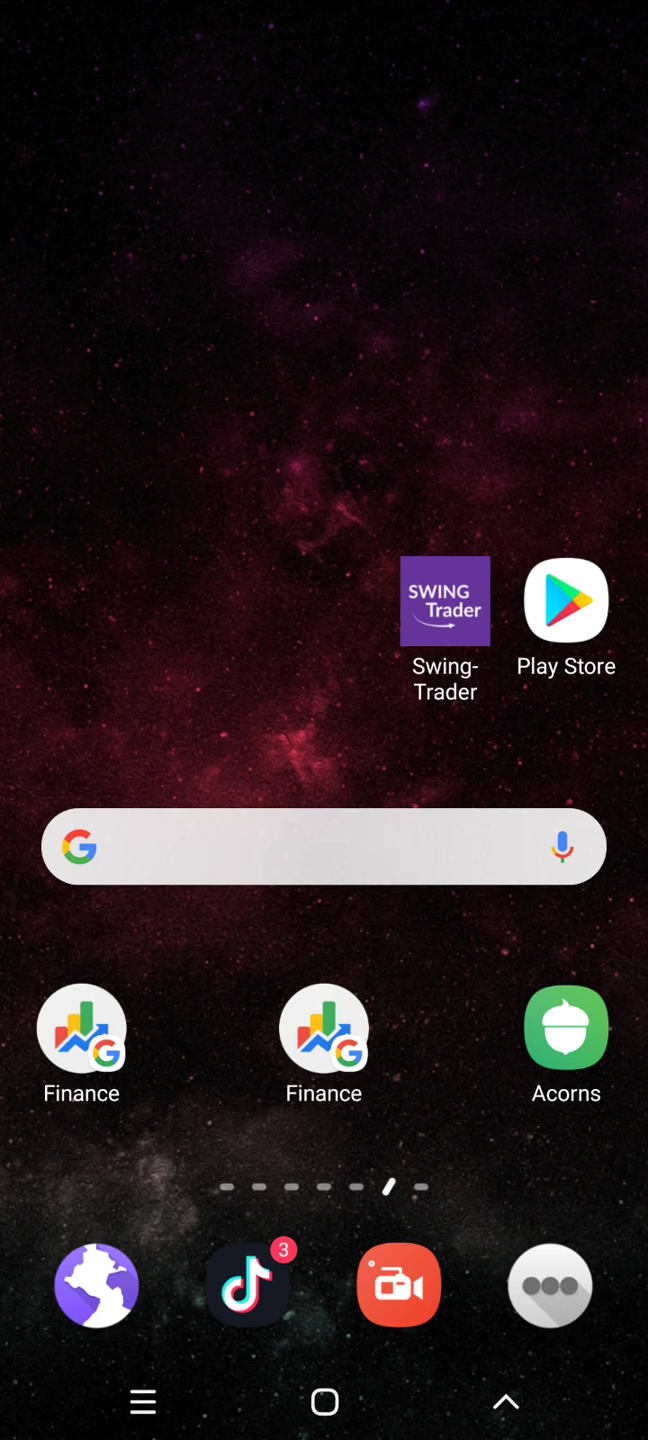 SWING
Trader
Swing-
Trader
Play Store
Finance
Finance
Acorns
3